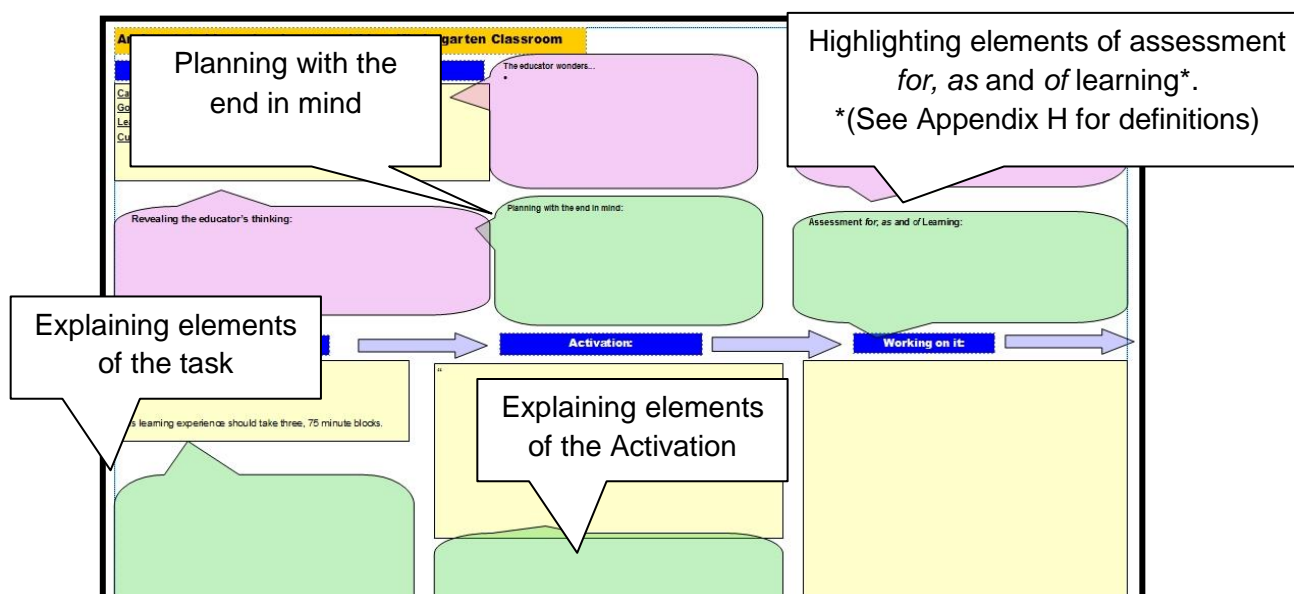 garten Classroom
Planning with the
end in mind
Highlighting elements of assessment
for, as and of learning*.
*(See Appendix H for definitions)
The educator wonders...
•
Revealing the educator's thinking:
Planning with the end in mind:
Assessment for, as and of Learning:
Explaining elements
of the task
Activation:
Working on it:
“
learning experience should take three, 75 minute blocks.
Explaining elements
of the Activation